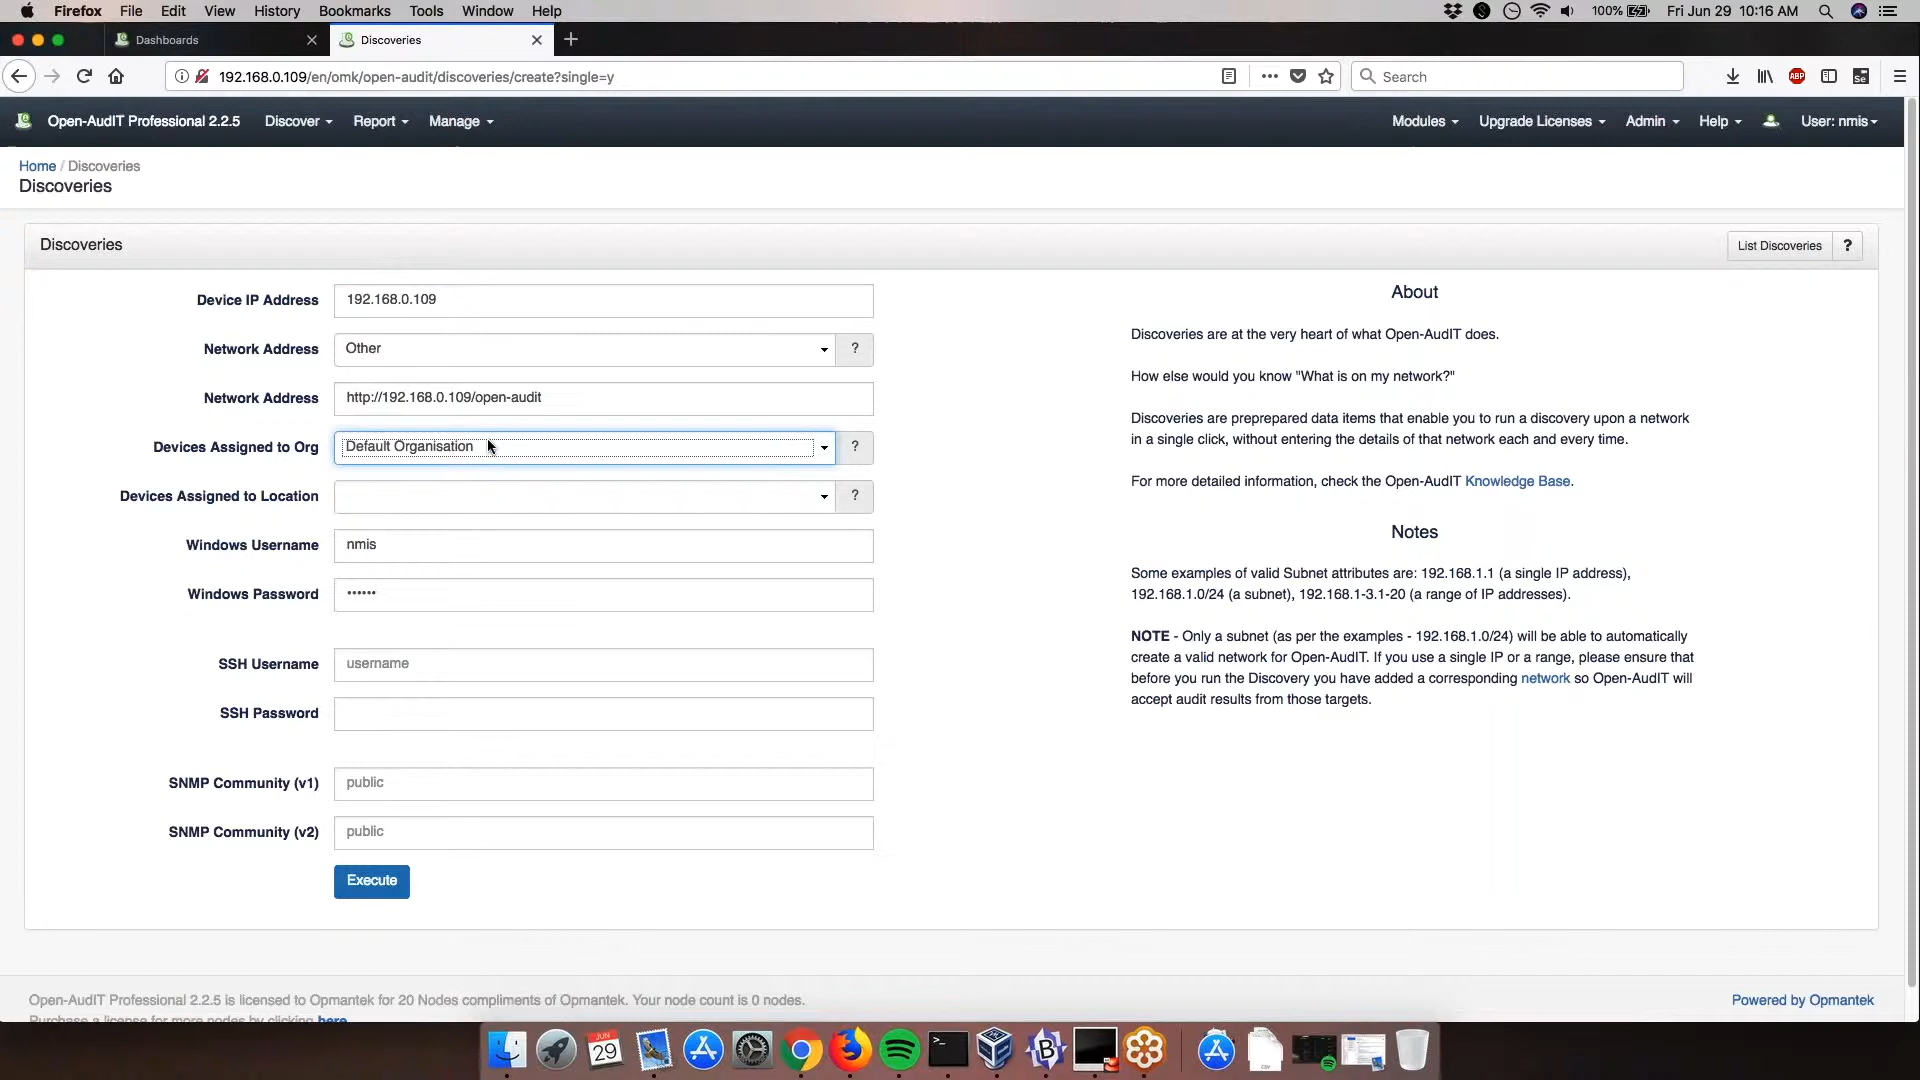 Firefox File Edit View History Bookmarks Tools Window Help 100% Fri Jun 29 10:16 AM
Dashboards Discoveries
192.168.0.109/en/omk/open-audit/discoveries/create?single=y Search ABP Se
Open-AudIT Professional 2.2.5 Discover Report Manage Modules Upgrade Licenses Admin Help User: nmis
Home / Discoveries
Discoveries
Discoveries List Discoveries ?
Device IP Address 192.168.0.109
Network Address Other ?
Network Address http://192.168.0.109/open-audit
Devices Assigned to Org Default Organisation ?
Devices Assigned to Location ?
Windows Username nmis
Windows Password ••••••
SSH Username username
SSH Password
SNMP Community (v1) public
SNMP Community (v2) public
Execute
About
Discoveries are at the very heart of what Open-AudIT does.
How else would you know "What is on my network?"
Discoveries are preprepared data items that enable you to run a discovery upon a network
in a single click, without entering the details of that network each and every time.
For more detailed information, check the Open-AudIT Knowledge Base.
Notes
Some examples of valid Subnet attributes are: 192.168.1.1 (a single IP address),
192.168.1.0/24 (a subnet), 192.168.1-3.1-20 (a range of IP addresses).
NOTE - Only a subnet (as per the examples - 192.168.1.0/24) will be able to automatically
create a valid network for Open-AudIT. If you use a single IP or a range, please ensure that
before you run the Discovery you have added a corresponding network so Open-AudIT will
accept audit results from those targets.
Open-AudIT Professional 2.2.5 is licensed to Opmantek for 20 Nodes compliments of Opmantek. Your node count is 0 nodes. Powered by Opmantek
Purchase a license for more nodes by clicking here
JUN
29